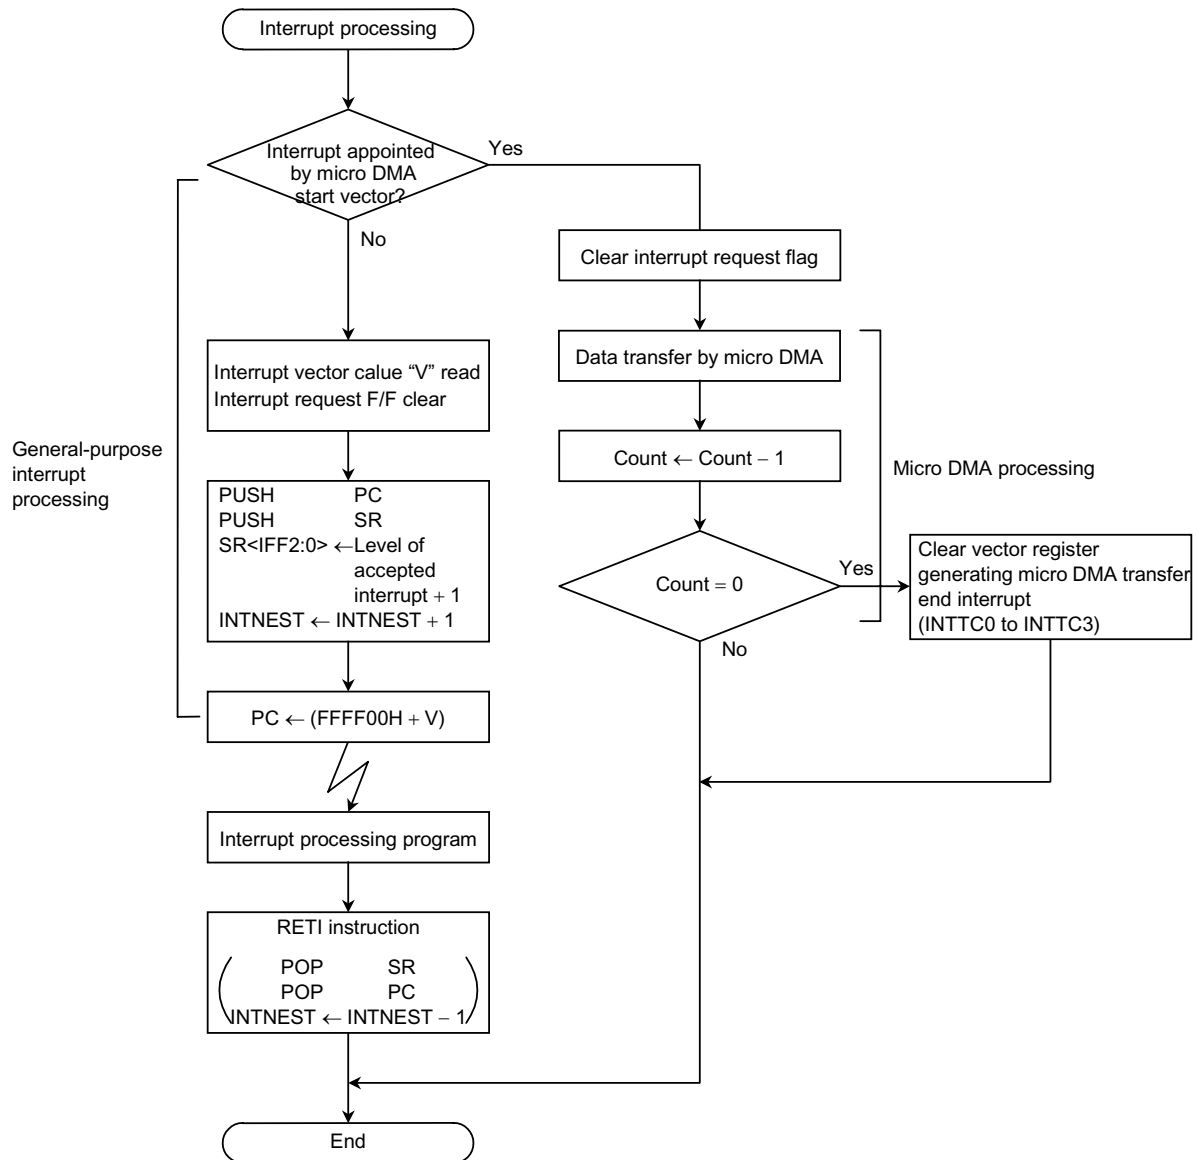 Interrupt processing
Interrupt appointed
by micro DMA
start vector?
Yes
No
General-purpose
interrupt
processing
Interrupt vector calue “V” read
Interrupt request F/F clear
PUSH PC
PUSH SR
SR<IFF2:0> ←Level of
accepted
interrupt + 1
INTNEST ← INTNEST + 1
PC ← (FFFF00H + V)
Interrupt processing program
RETI instruction
POP SR
POP PC
INTNEST ← INTNEST − 1
Clear interrupt request flag
Data transfer by micro DMA
Count ← Count − 1
Micro DMA processing
Count = 0
Yes
No
Clear vector register
generating micro DMA transfer
end interrupt
(INTTC0 to INTTC3)
End